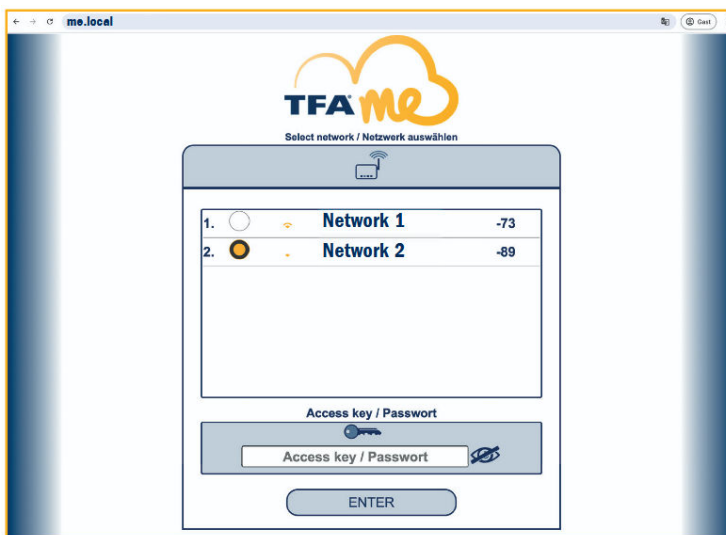 me.local
Gast
TFA me
Select network / Netzwerk auswählen
1. Network 1 -73
2. Network 2 -89
Access key / Passwort
Access key / Passwort
ENTER